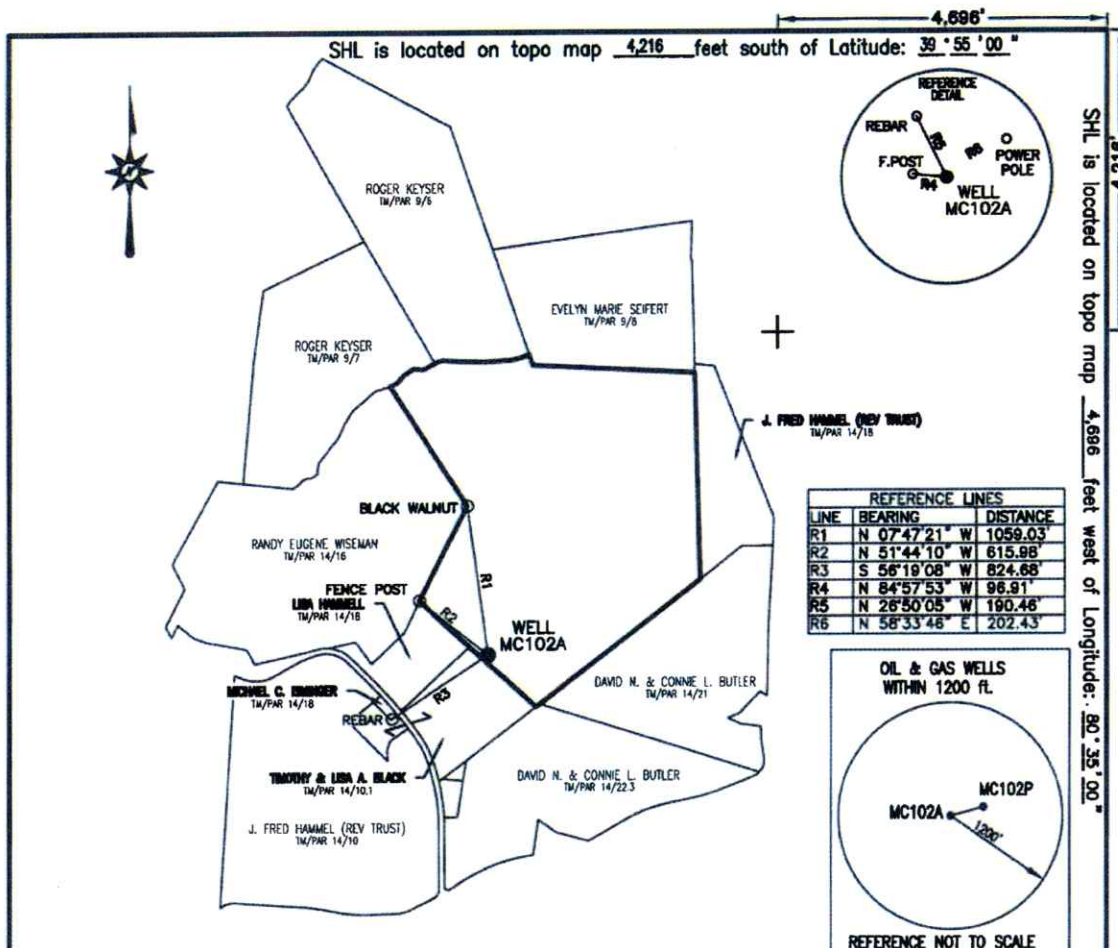 4,696'
SHL is located on topo map 4,216 feet south of Latitude: 39°55'00"
SHL is located on topo map 4,686 feet west of Longitude: 80°35'00"
REFERENCE
DETAIL
REBAR
R5
R6
F.POST
R4
POWER
POLE
WELL
MC102A
ROGER KEYSER
TM/PAR 9/6
EVELYN MARIE SEIFERT
TM/PAR 9/8
ROGER KEYSER
TM/PAR 9/7
J. FRED HAMMEL (REV TRUST)
TM/PAR 14/15
BLACK WALNUT
RANDY EUGENE WISEMAN
TM/PAR 14/16
R1
FENCE POST
LISA HAMMELL
TM/PAR 14/16
R2
WELL
MC102A
R3
DAVID N. & CONNIE L. BUTLER
TM/PAR 14/21
MICHAEL C.
TM/PAR 14/18
REBAR
TIMOTHY & LISA A. BLACK
TM/PAR 14/10.1
DAVID N. & CONNIE L. BUTLER
TM/PAR 14/22.3
J. FRED HAMMEL (REV TRUST)
TM/PAR 14/10
REFERENCE LINES
LINE BEARING DISTANCE
R1 N 07°47'21" W 1059.03'
R2 N 51°44'10" W 615.98'
R3 S 56°19'08" W 824.68'
R4 N 84°57'53" W 96.91'
R5 N 26°50'05" W 190.46'
R6 N 58°33'46" E 202.43'
OIL & GAS WELLS
WITHIN 1200 ft.
MC102P
MC102A
1200'
REFERENCE NOT TO SCALE